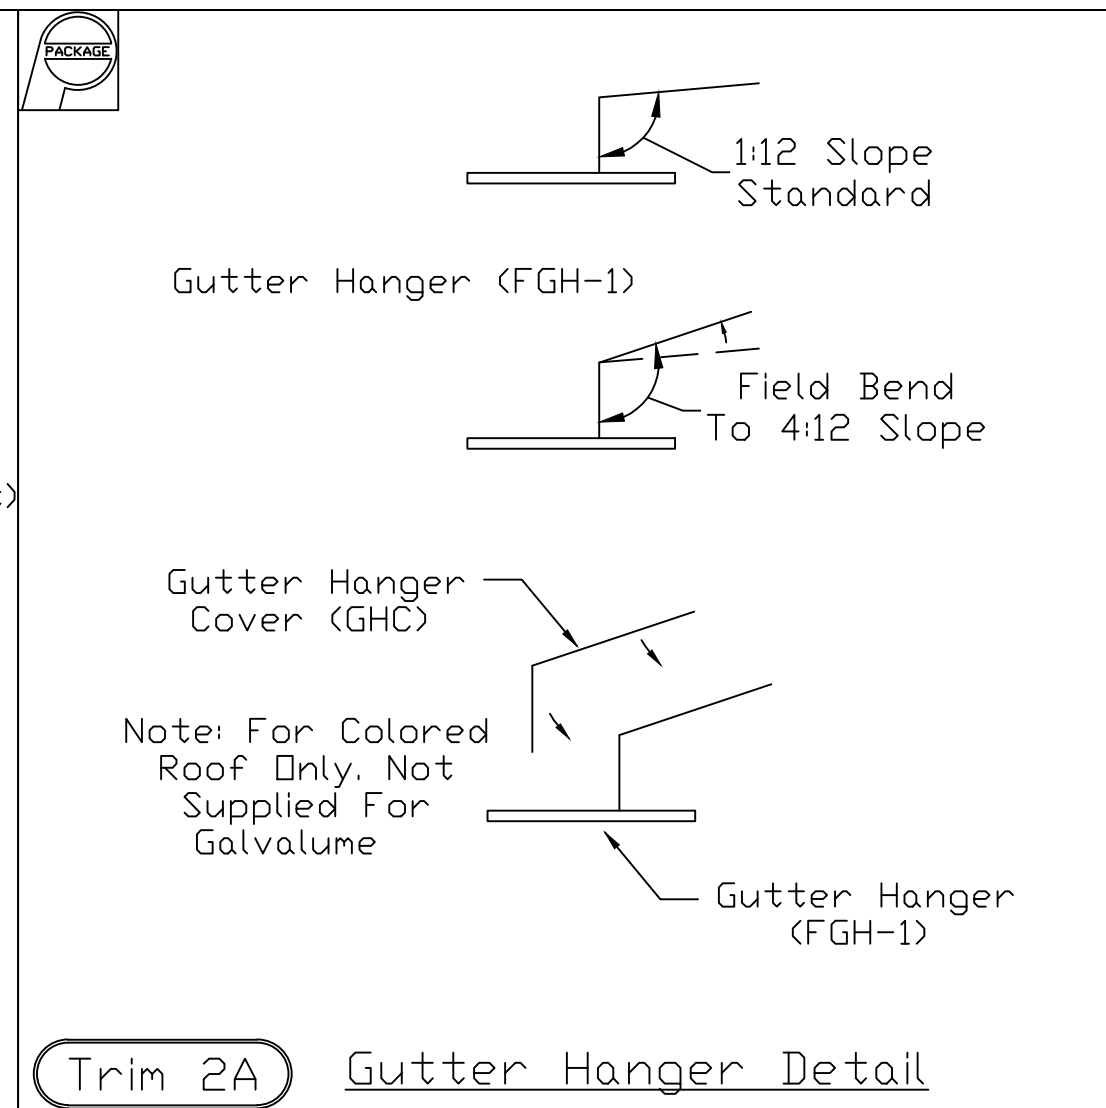 PACKAGE
1:12 Slope
Standard
Gutter Hanger (FGH-1)
Field Bend
To 4:12 Slope
Gutter Hanger
Cover (GHC)
Note: For Colored
Roof Only. Not
Supplied For
Galvalume
Gutter Hanger
(FGH-1)
Trim 2A
Gutter Hanger Detail